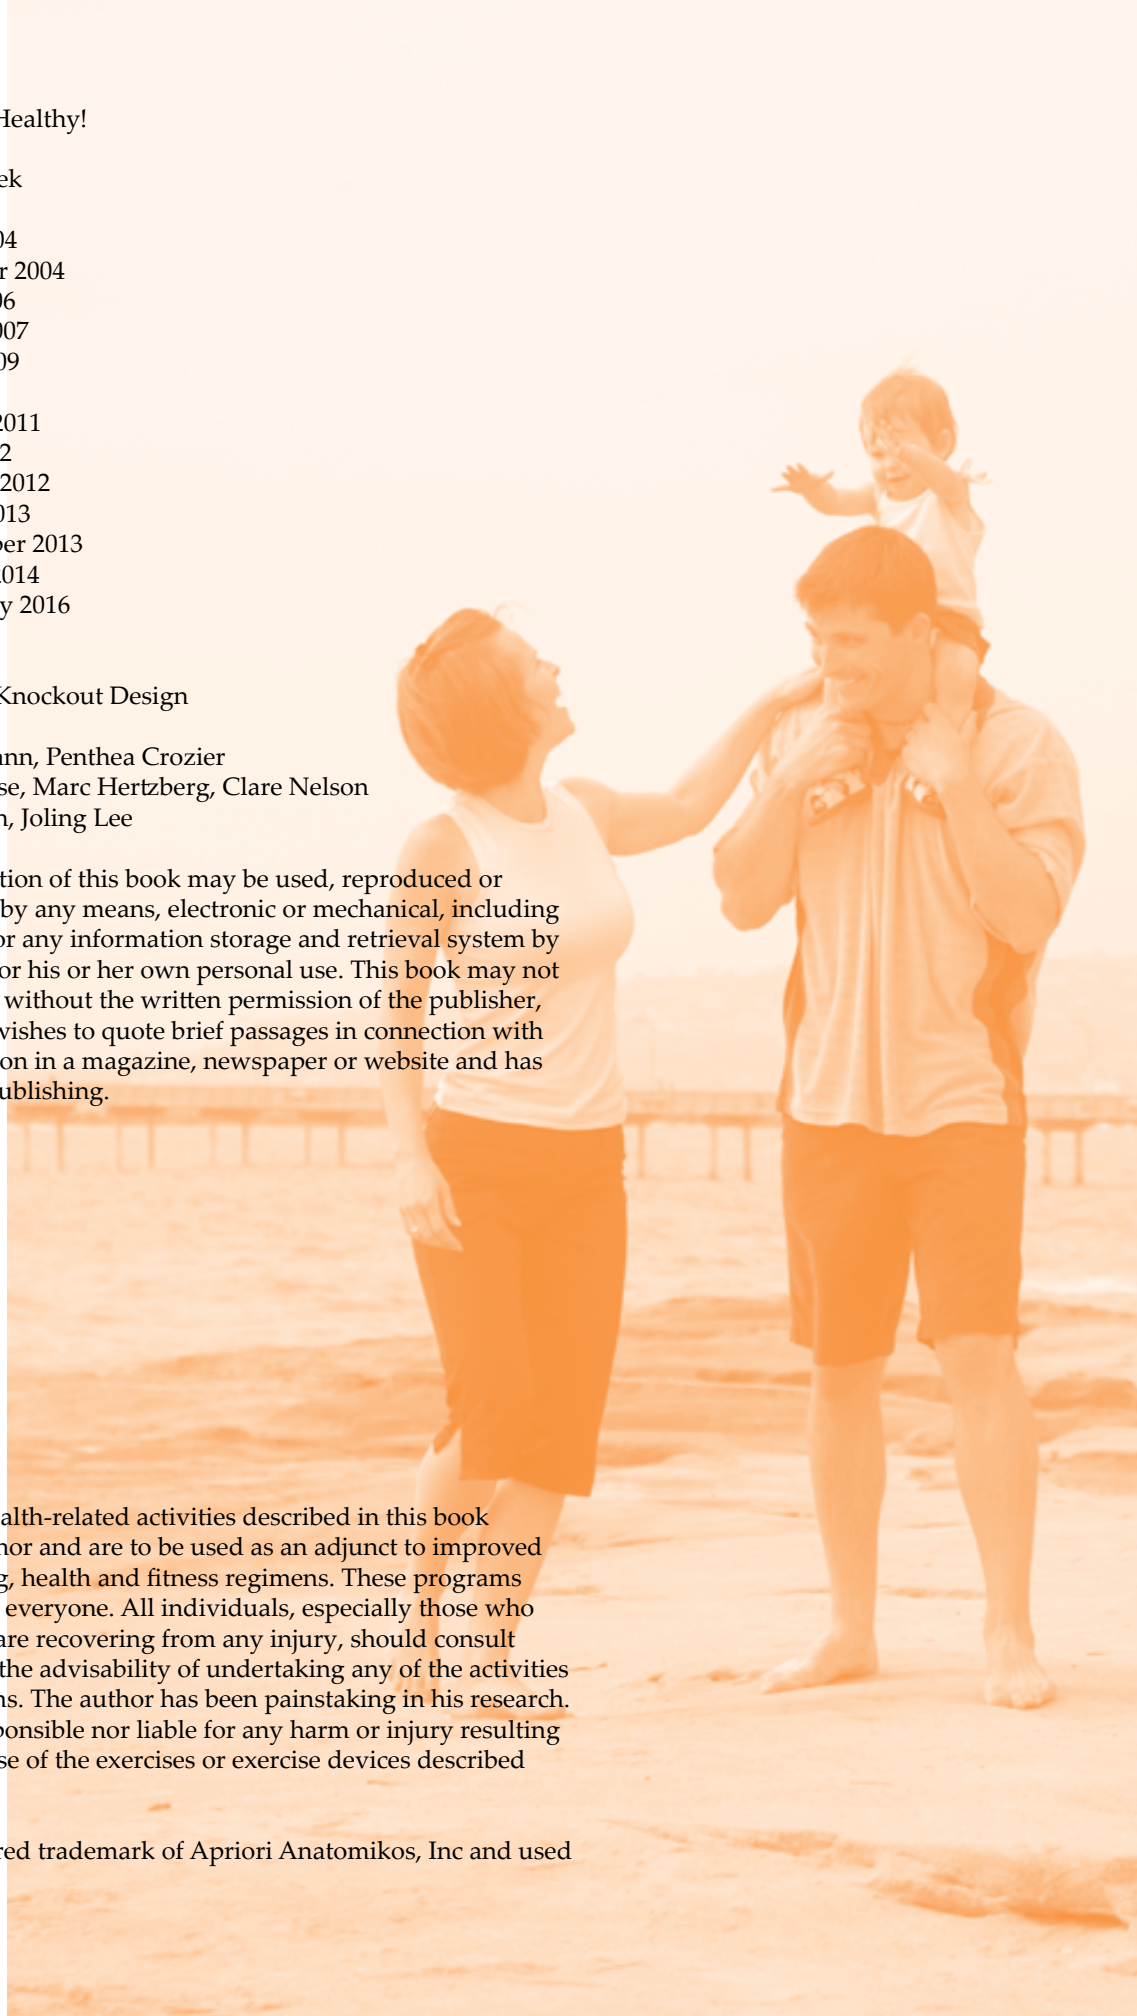 Healthy!
ek
04
r 2004
06
007
09
2011
2
2012
013
ber 2013
2014
y 2016
Knockout Design
ann, Penthea Crozier
se, Marc Hertzberg, Clare Nelson
n, Joling Lee
tion of this book may be used, reproduced or
by any means, electronic or mechanical, including
or any information storage and retrieval system by
or his or her own personal use. This book may not
without the written permission of the publisher,
wishes to quote brief passages in connection with
on in a magazine, newspaper or website and has
ublishing.
alth-related activities described in this book
hor and are to be used as an adjunct to improved
g, health and fitness regimens. These programs
everyone. All individuals, especially those who
are recovering from any injury, should consult
the advisability of undertaking any of the activities
ns. The author has been painstaking in his research.
ponsible nor liable for any harm or injury resulting
se of the exercises or exercise devices described
red trademark of Apriori Anatomikos, Inc and used